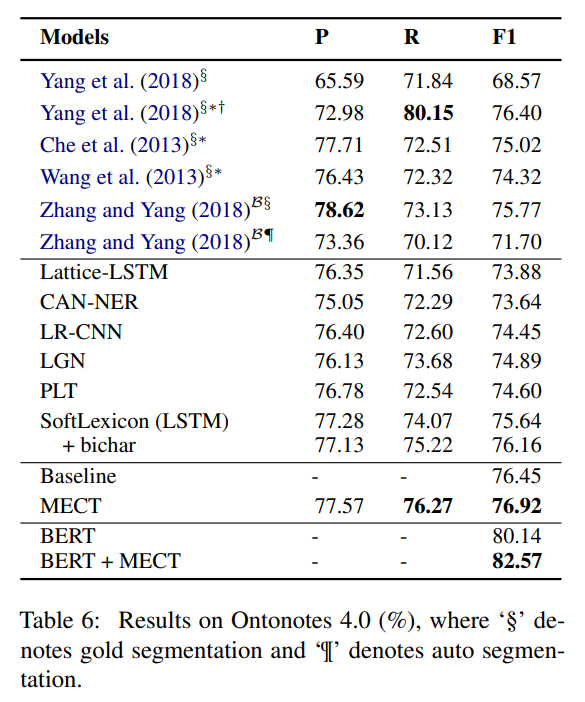 Models P R F1
Yang et al. (2018)§ 65.59 71.84 68.57
Yang et al. (2018)§*† 72.98 80.15 76.40
Che et al. (2013)§* 77.71 72.51 75.02
Wang et al. (2013)§* 76.43 72.32 74.32
Zhang and Yang (2018)ℬ§ 78.62 73.13 75.77
Zhang and Yang (2018)ℬ¶ 73.36 70.12 71.70
Lattice-LSTM 76.35 71.56 73.88
CAN-NER 75.05 72.29 73.64
LR-CNN 76.40 72.60 74.45
LGN 76.13 73.68 74.89
PLT 76.78 72.54 74.60
SoftLexicon (LSTM) 77.28 74.07 75.64
+ bichar 77.13 75.22 76.16
Baseline - - 76.45
MECT 77.57 76.27 76.92
BERT - - 80.14
BERT + MECT - - 82.57
Table 6: Results on Ontonotes 4.0 (%), where ‘§’ de-
notes gold segmentation and ‘¶’ denotes auto segmen-
tation.